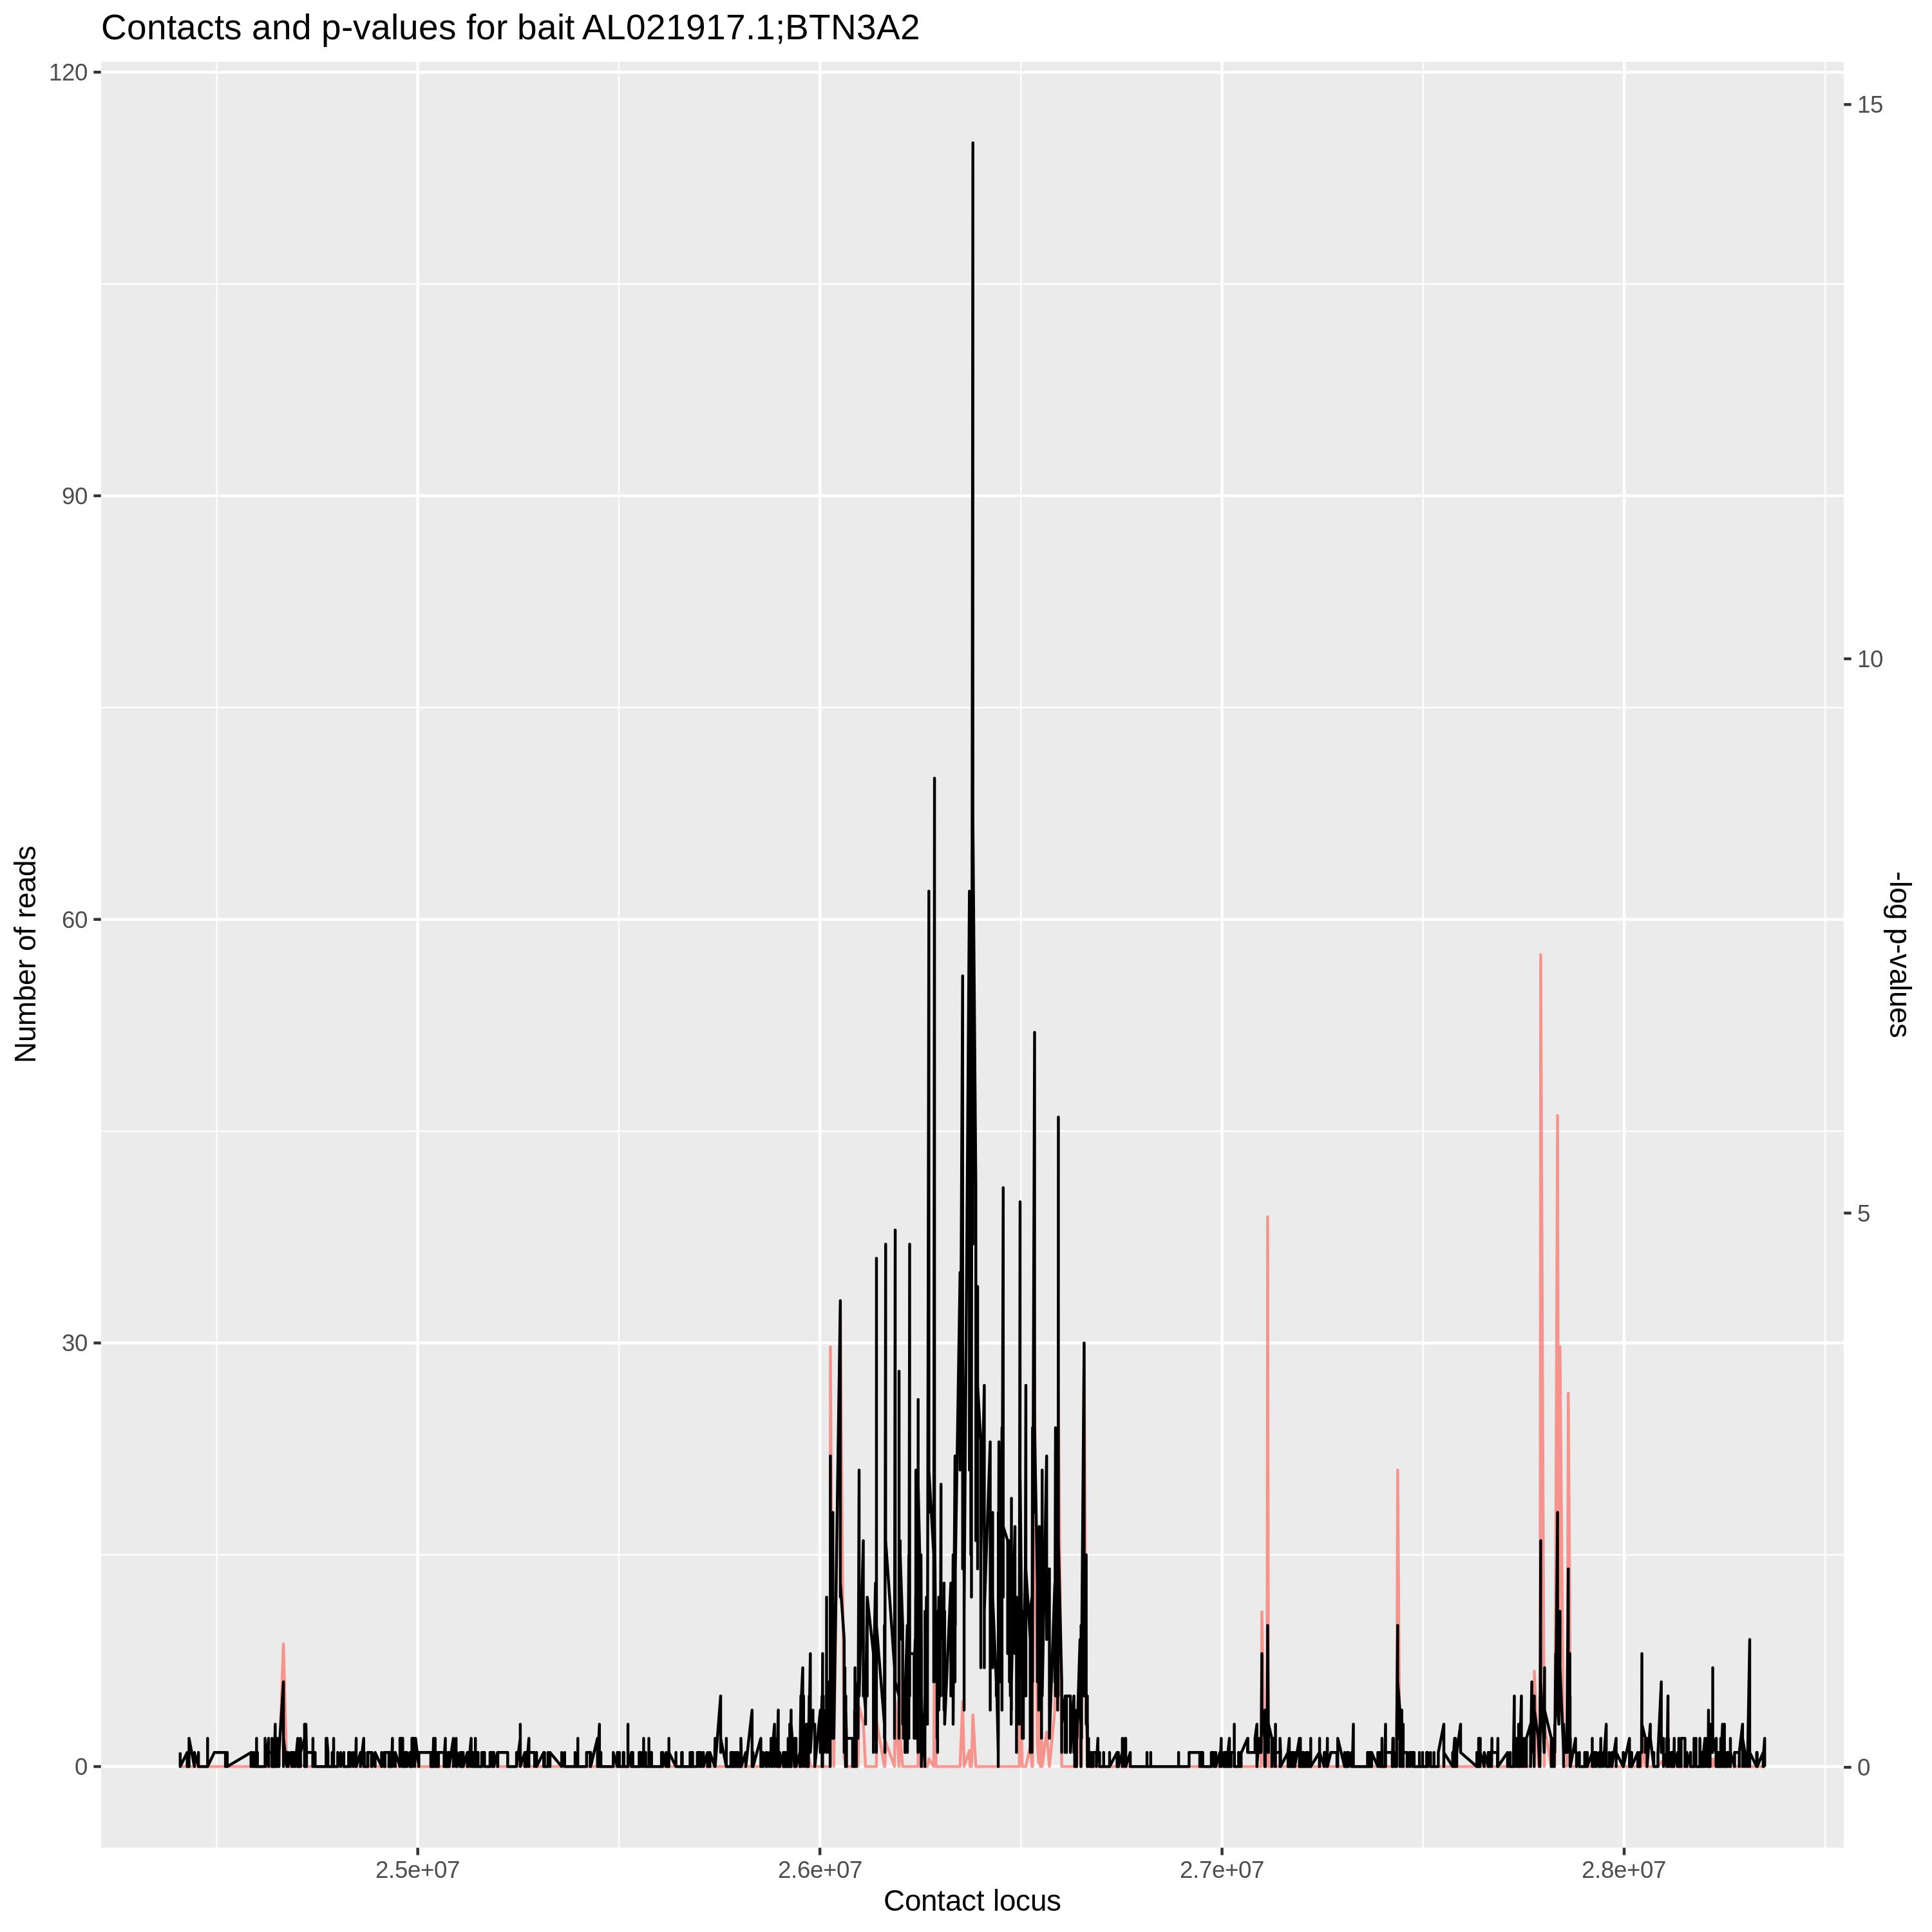 Contacts and p-values for bait AL021917.1;BTN3A2
120
90
60
30
0
Number of reads
15
10
5
0
-log p-values
2.5e+07
2.6e+07
2.7e+07
2.8e+07
Contact locus